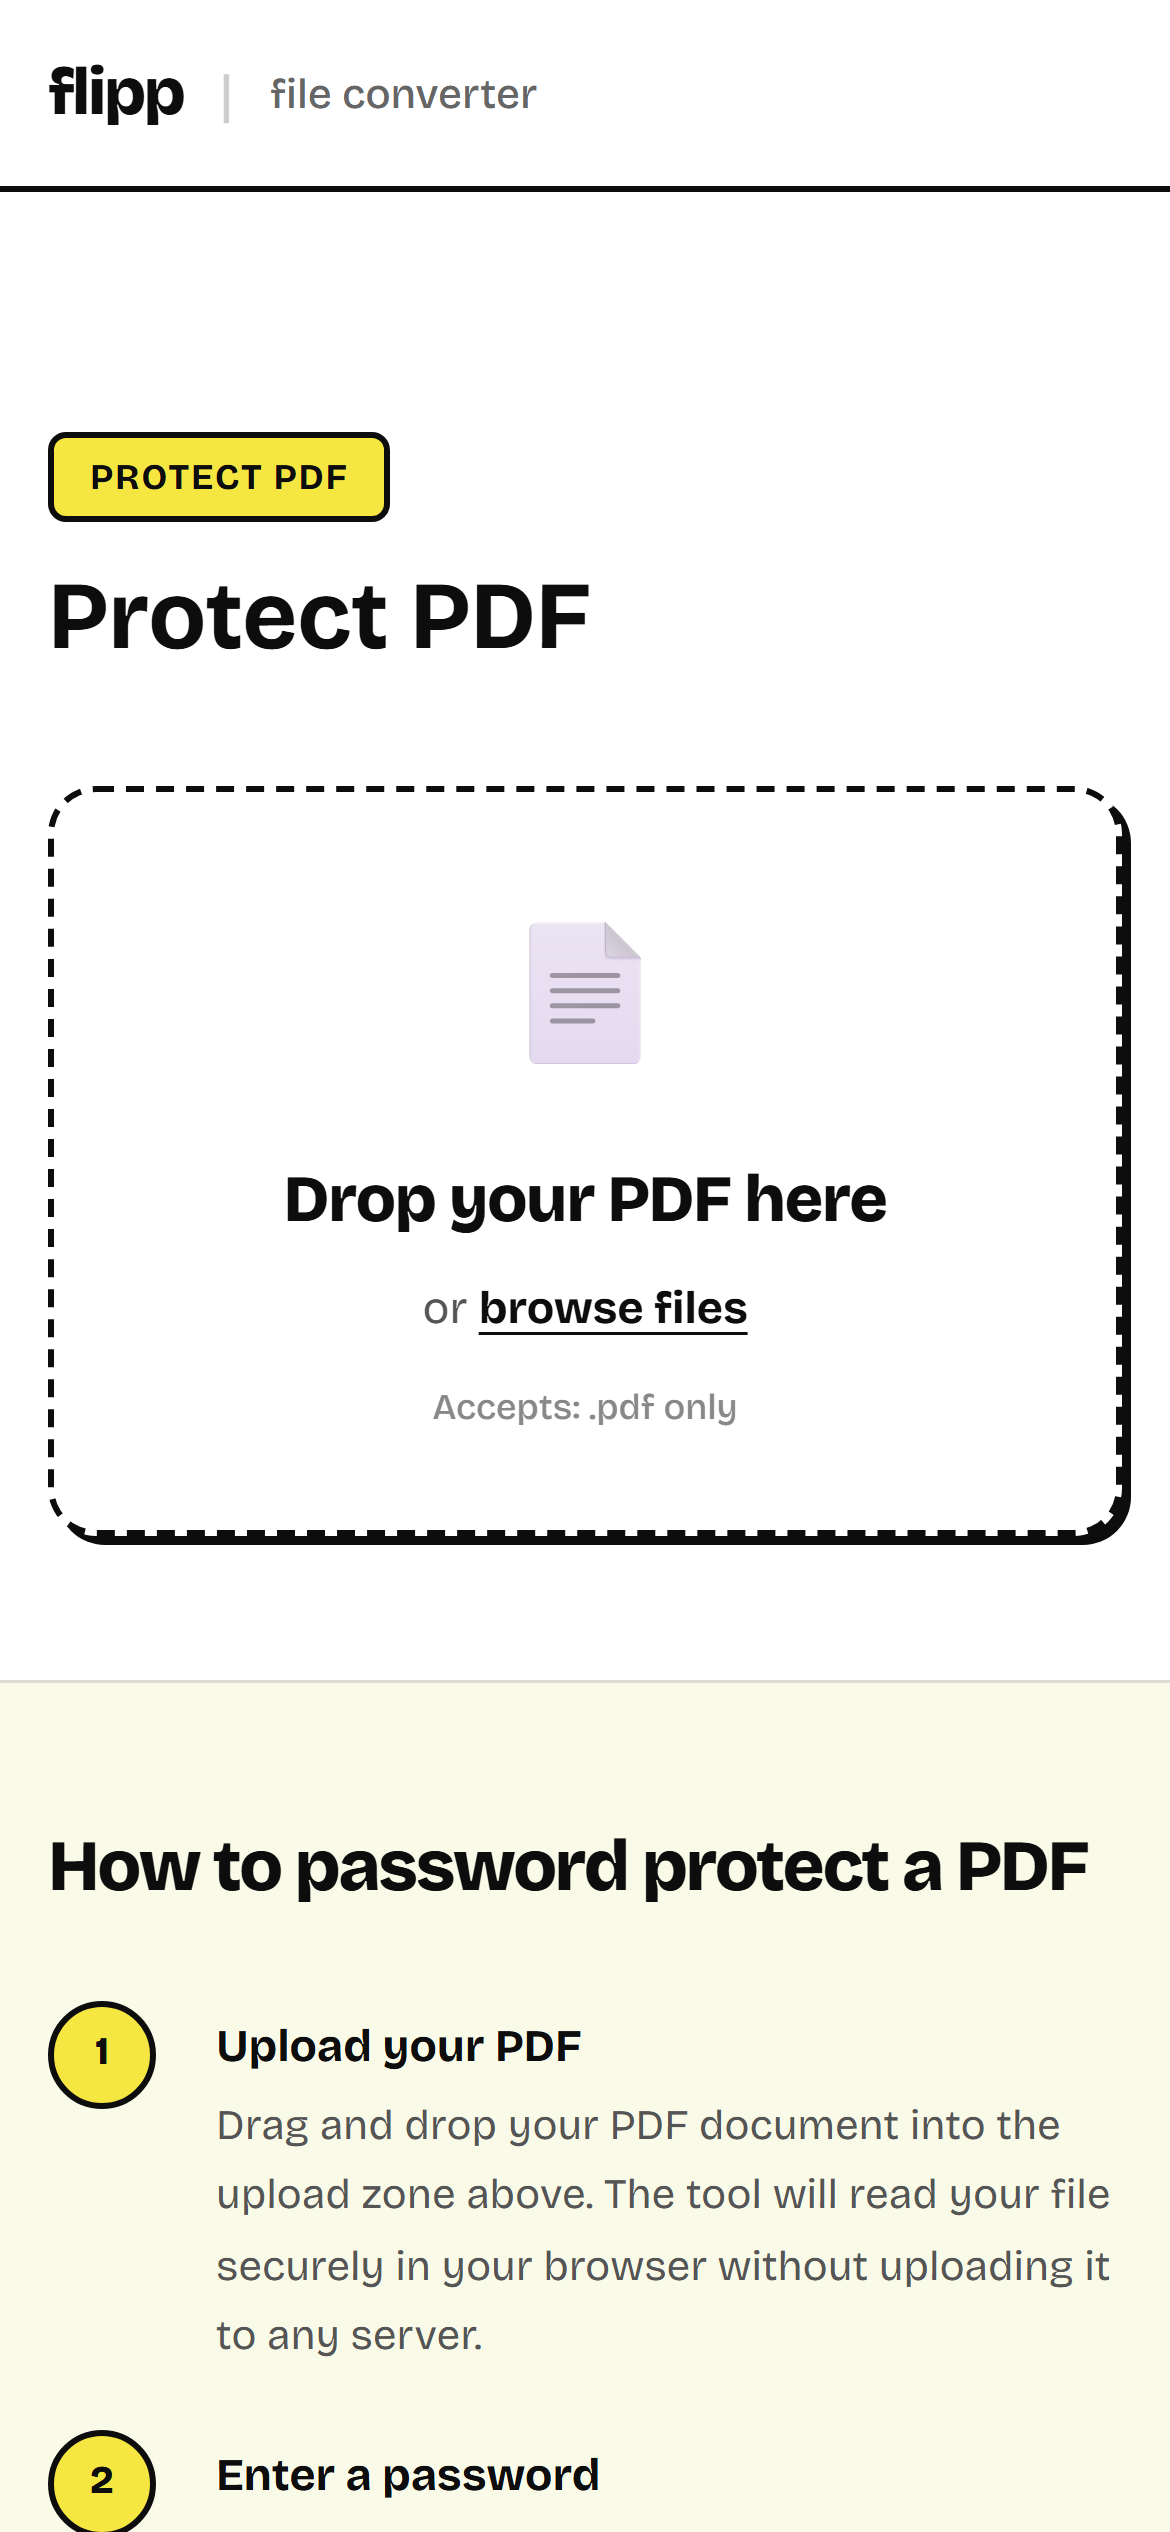 flipp | file converter
PROTECT PDF
Protect PDF
Drop your PDF here
or browse files
Accepts: .pdf only
How to password protect a PDF
1
Upload your PDF
Drag and drop your PDF document into the
upload zone above. The tool will read your file
securely in your browser without uploading it
to any server.
2
Enter a password